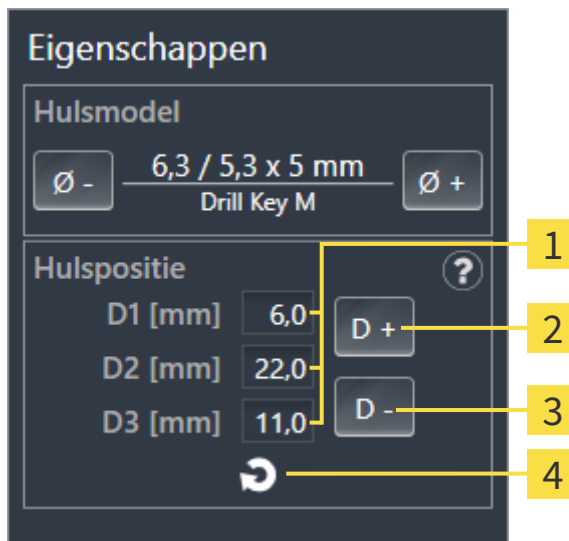 Eigenschappen
Hulsmodel
Ø - 6,3 / 5,3 x 5 mm Ø +
Drill Key M
1
Hulspositie ?
D1 [mm] 6,0 D + 2
D2 [mm] 22,0
D3 [mm] 11,0 D - 3
4